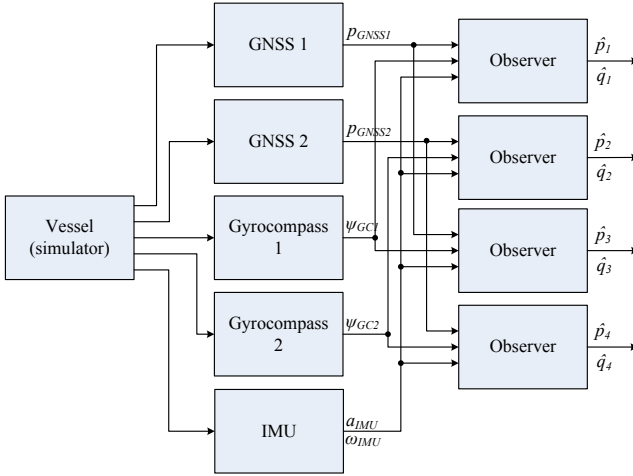 Vessel
(simulator)
GNSS 1
p_GNSS1
GNSS 2
p_GNSS2
Gyrocompass
1
ψ_GC1
Gyrocompass
2
ψ_GC2
IMU
a_IMU
ω_IMU
Observer
p̂_1
q̂_1
Observer
p̂_2
q̂_2
Observer
p̂_3
q̂_3
Observer
p̂_4
q̂_4